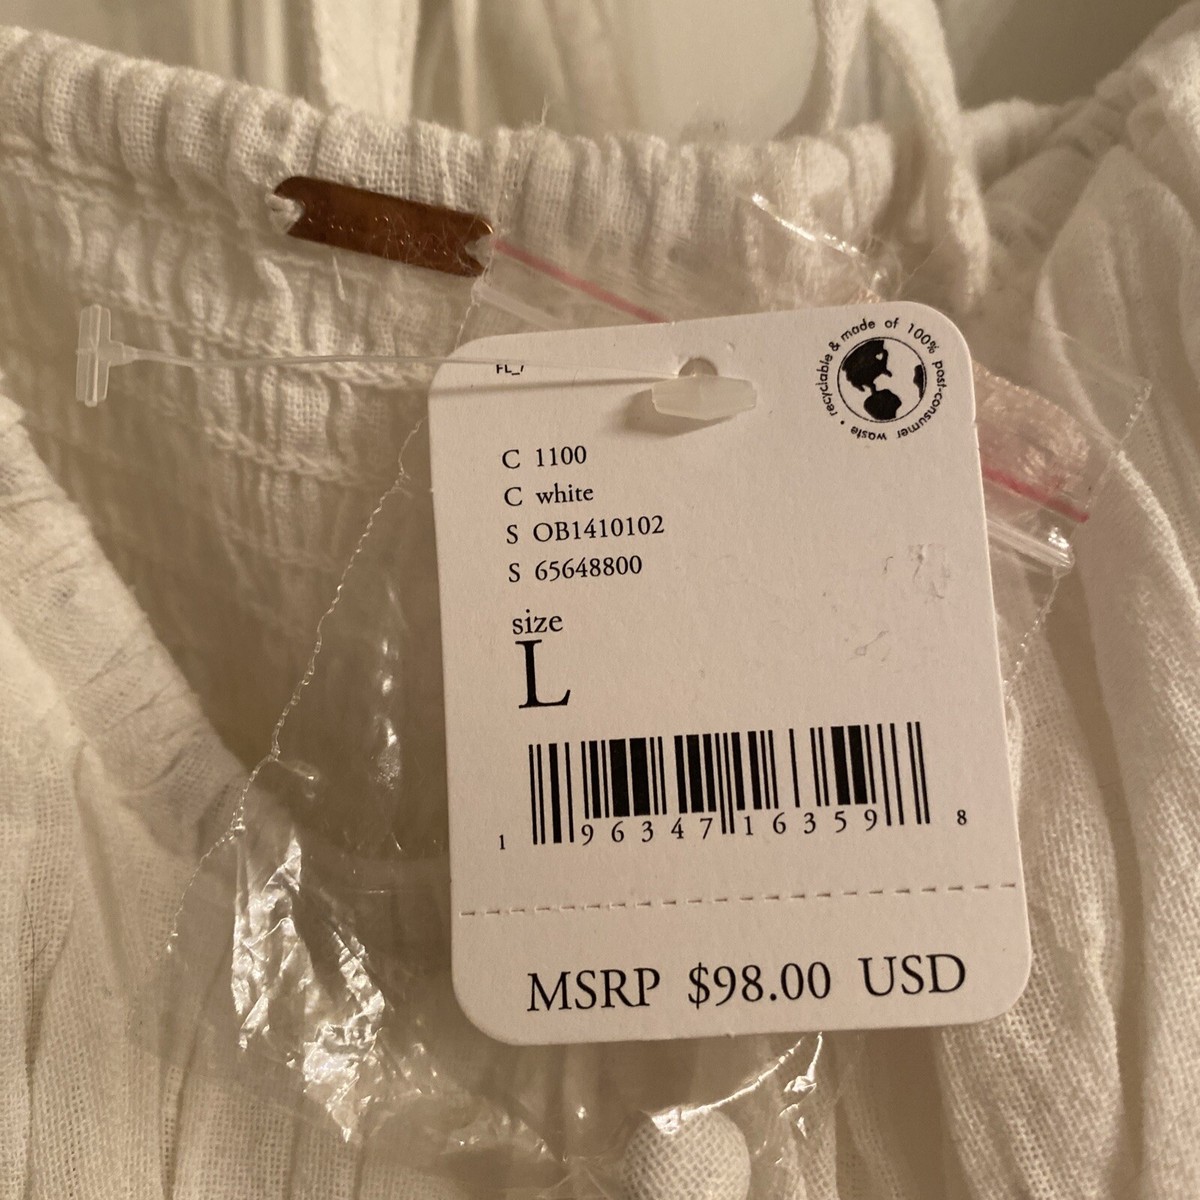 recyclable & made of 100% post-consumer waste •
C 1100
C white
S OB1410102
S 65648800
size
L
1 96347 16359 8
MSRP $98.00 USD